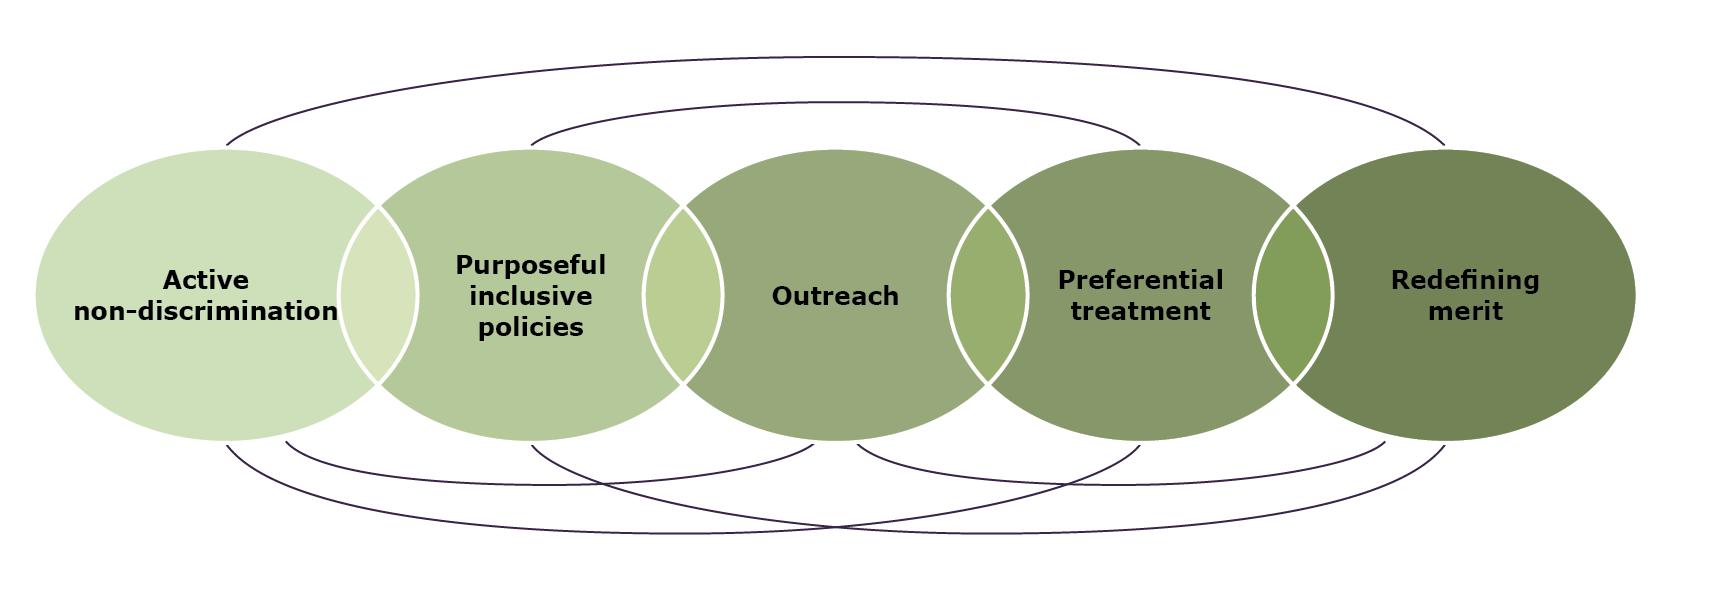 Active
non-discrimination
Purposeful
inclusive
policies
Outreach
Preferential
treatment
Redefining
merit